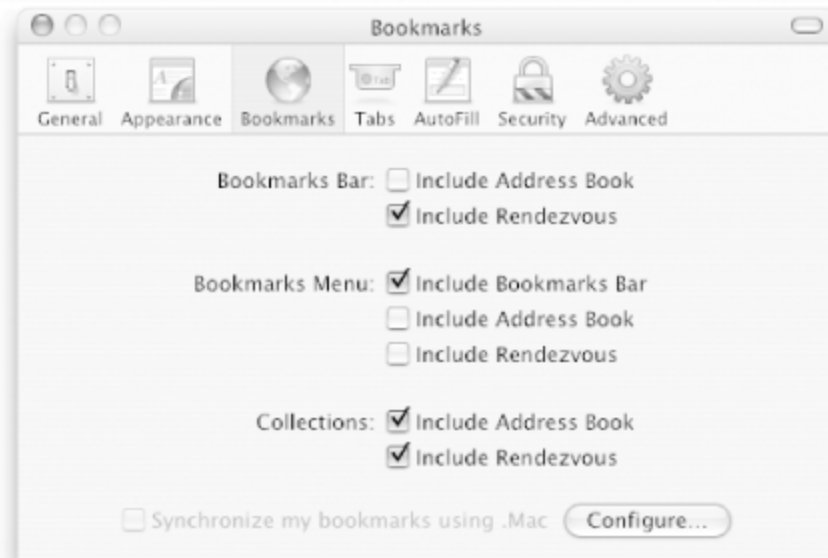 Bookmarks
General Appearance Bookmarks Tabs AutoFill Security Advanced
Bookmarks Bar: Include Address Book
Include Rendezvous
Bookmarks Menu: Include Bookmarks Bar
Include Address Book
Include Rendezvous
Collections: Include Address Book
Include Rendezvous
Synchronize my bookmarks using .Mac Configure...